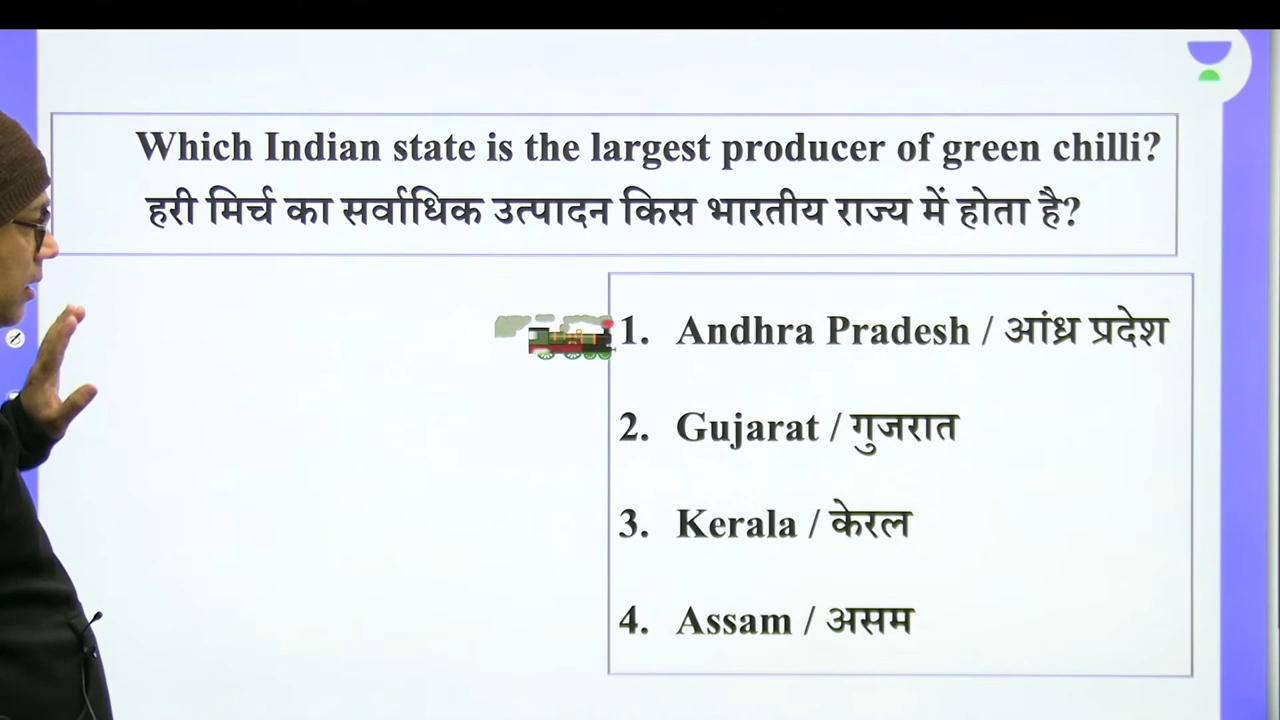 Which Indian state is the largest producer of green chilli?
हरी मिर्च का सर्वाधिक उत्पादन किस भारतीय राज्य में होता है?
1. Andhra Pradesh / आंध्र प्रदेश
2. Gujarat / गुजरात
3. Kerala / केरल
4. Assam / असम